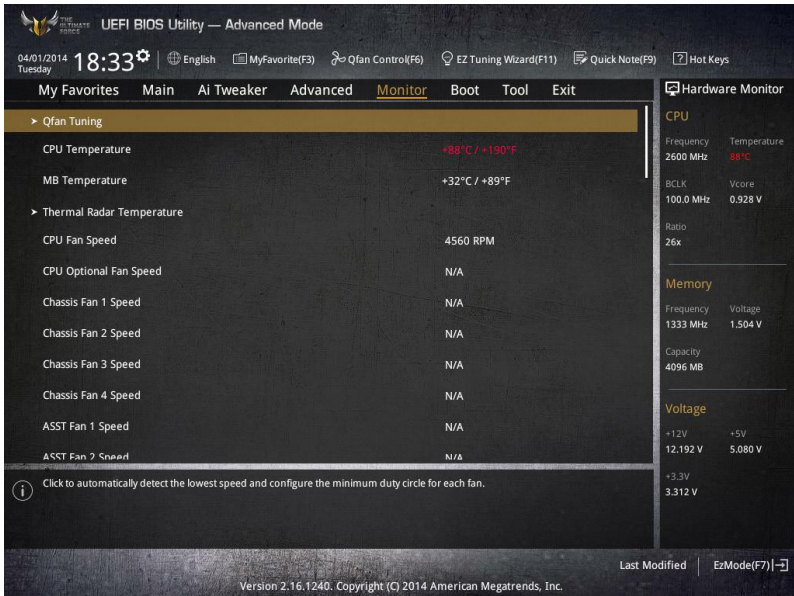 THE ULTIMATE FORCE UEFI BIOS Utility — Advanced Mode
04/01/2014 Tuesday 18:33 English MyFavorite(F3) Qfan Control(F6) EZ Tuning Wizard(F11) Quick Note(F9) ? Hot Keys
My Favorites Main Ai Tweaker Advanced Monitor Boot Tool Exit
> Qfan Tuning
CPU Temperature +88°C / +190°F
MB Temperature +32°C / +89°F
> Thermal Radar Temperature
CPU Fan Speed 4560 RPM
CPU Optional Fan Speed N/A
Chassis Fan 1 Speed N/A
Chassis Fan 2 Speed N/A
Chassis Fan 3 Speed N/A
Chassis Fan 4 Speed N/A
ASST Fan 1 Speed N/A
ASST Fan 2 Speed N/A
Click to automatically detect the lowest speed and configure the minimum duty circle for each fan.
Hardware Monitor
CPU
Frequency Temperature
2600 MHz 88°C
BCLK Vcore
100.0 MHz 0.928 V
Ratio
26x
Memory
Frequency Voltage
1333 MHz 1.504 V
Capacity
4096 MB
Voltage
+12V +5V
12.192 V 5.080 V
+3.3V
3.312 V
Last Modified EzMode(F7)
Version 2.16.1240. Copyright (C) 2014 American Megatrends, Inc.